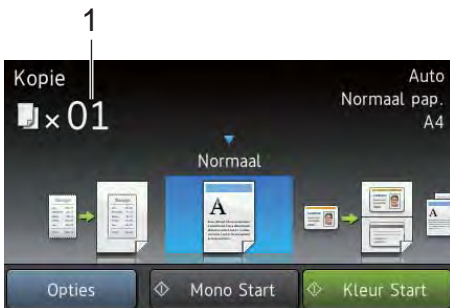 1
Kopie
Auto
Normaal pap.
A4
× 01
Normaal
A
A
Opties
Mono Start
Kleur Start